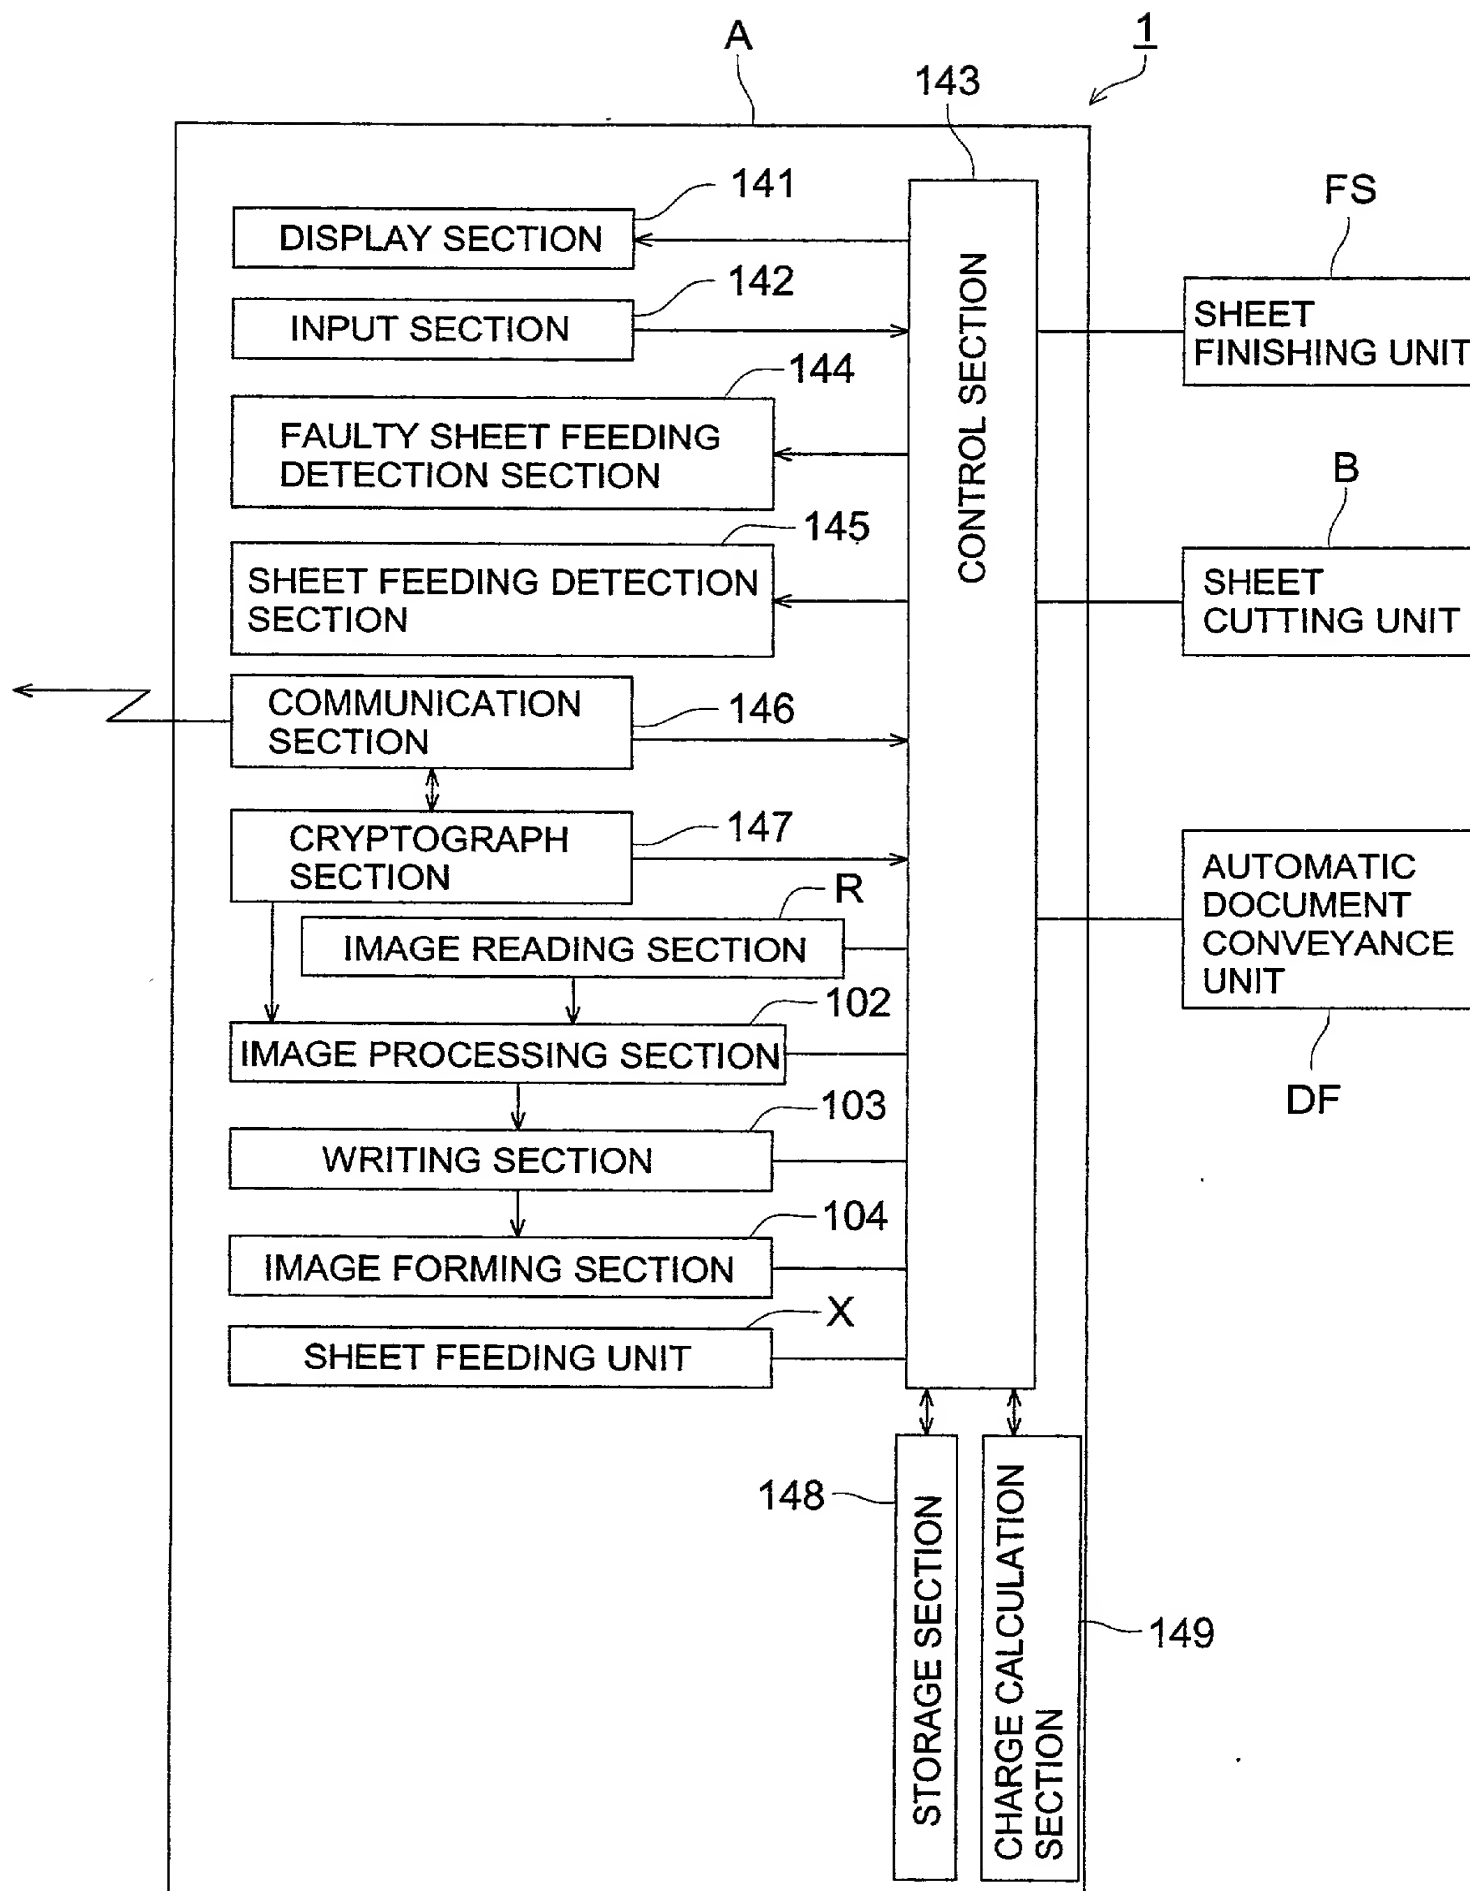 A
1
143
141
DISPLAY SECTION
142
INPUT SECTION
144
FAULTY SHEET FEEDING
DETECTION SECTION
145
SHEET FEEDING DETECTION
SECTION
COMMUNICATION
SECTION
146
CRYPTOGRAPH
SECTION
147
R
IMAGE READING SECTION
102
IMAGE PROCESSING SECTION
103
WRITING SECTION
104
IMAGE FORMING SECTION
X
SHEET FEEDING UNIT
CONTROL SECTION
FS
SHEET
FINISHING UNIT
B
SHEET
CUTTING UNIT
AUTOMATIC
DOCUMENT
CONVEYANCE
UNIT
DF
148
STORAGE SECTION
CHARGE CALCULATION
SECTION
149